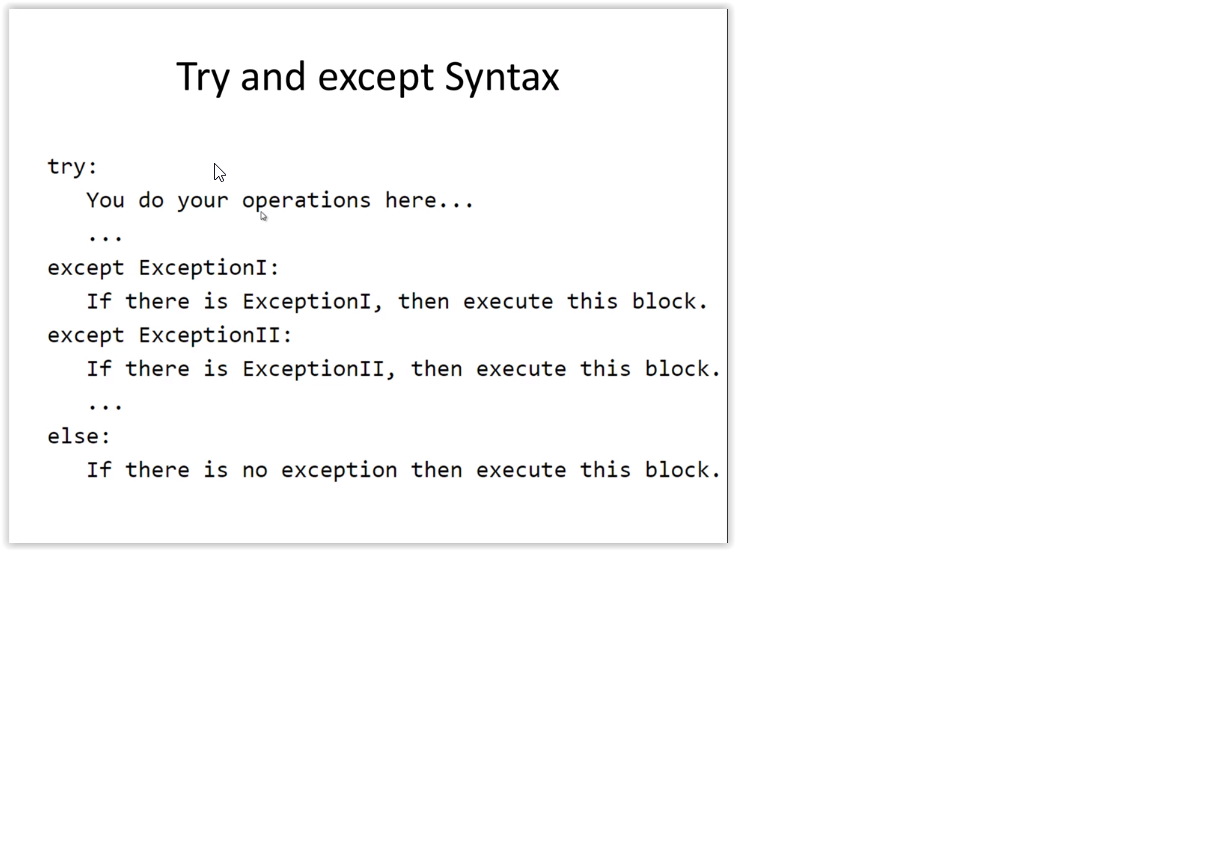 Try and except Syntax
try:
   You do your operations here...
   ...
except ExceptionI:
   If there is ExceptionI, then execute this block.
except ExceptionII:
   If there is ExceptionII, then execute this block.
   ...
else:
   If there is no exception then execute this block.